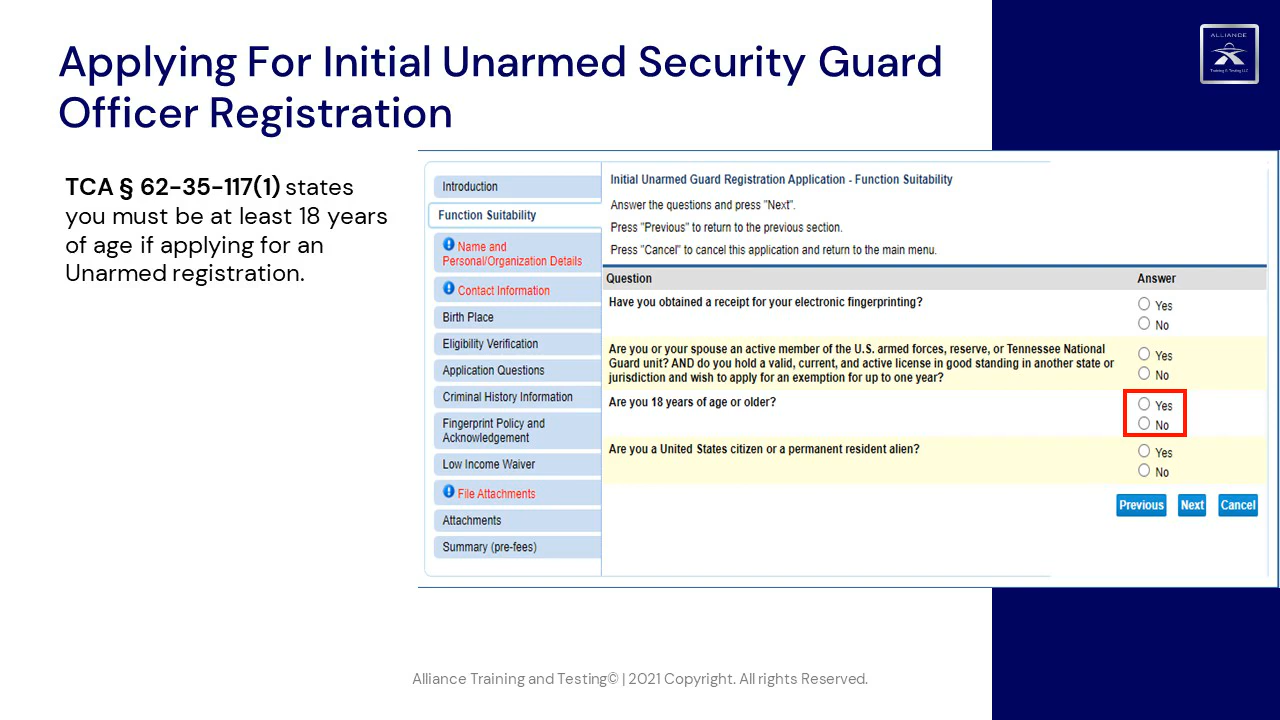 Applying For Initial Unarmed Security Guard
Officer Registration
ALLIANCE
Training & Testing LLC
TCA § 62-35-117(1) states
you must be at least 18 years
of age if applying for an
Unarmed registration.
Introduction
Function Suitability
Name and
Personal/Organization Details
Contact Information
Birth Place
Eligibility Verification
Application Questions
Criminal History Information
Fingerprint Policy and
Acknowledgement
Low Income Waiver
File Attachments
Attachments
Summary (pre-fees)
Initial Unarmed Guard Registration Application - Function Suitability
Answer the questions and press "Next".
Press "Previous" to return to the previous section.
Press "Cancel" to cancel this application and return to the main menu.
Question Answer
Have you obtained a receipt for your electronic fingerprinting?
Yes
No
Are you or your spouse an active member of the U.S. armed forces, reserve, or Tennessee National
Guard unit? AND do you hold a valid, current, and active license in good standing in another state or
jurisdiction and wish to apply for an exemption for up to one year?
Yes
No
Are you 18 years of age or older?
Yes
No
Are you a United States citizen or a permanent resident alien?
Yes
No
Previous Next Cancel
Alliance Training and Testing© | 2021 Copyright. All rights Reserved.